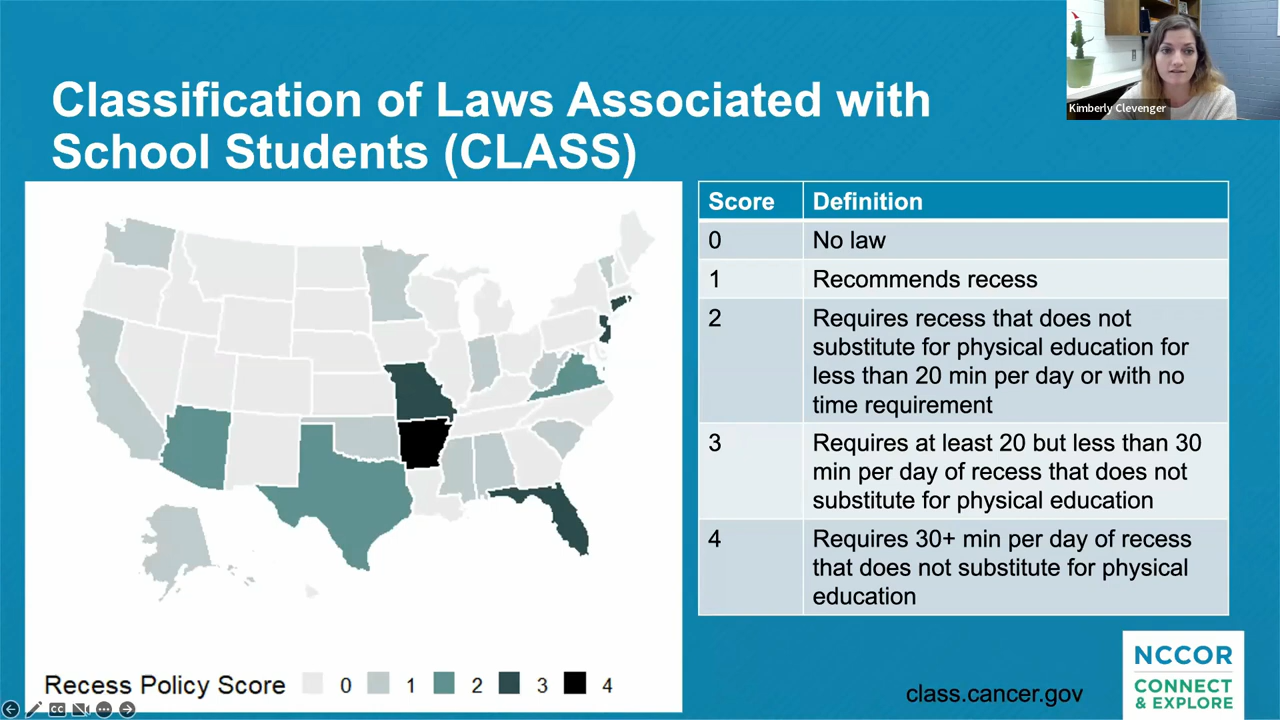 Kimberly Clevenger
Classification of Laws Associated with
School Students (CLASS)
Score Definition
0 No law
1 Recommends recess
2 Requires recess that does not
substitute for physical education for
less than 20 min per day or with no
time requirement
3 Requires at least 20 but less than 30
min per day of recess that does not
substitute for physical education
4 Requires 30+ min per day of recess
that does not substitute for physical
education
Recess Policy Score 0 1 2 3 4
class.cancer.gov
NCCOR
CONNECT
& EXPLORE
CC